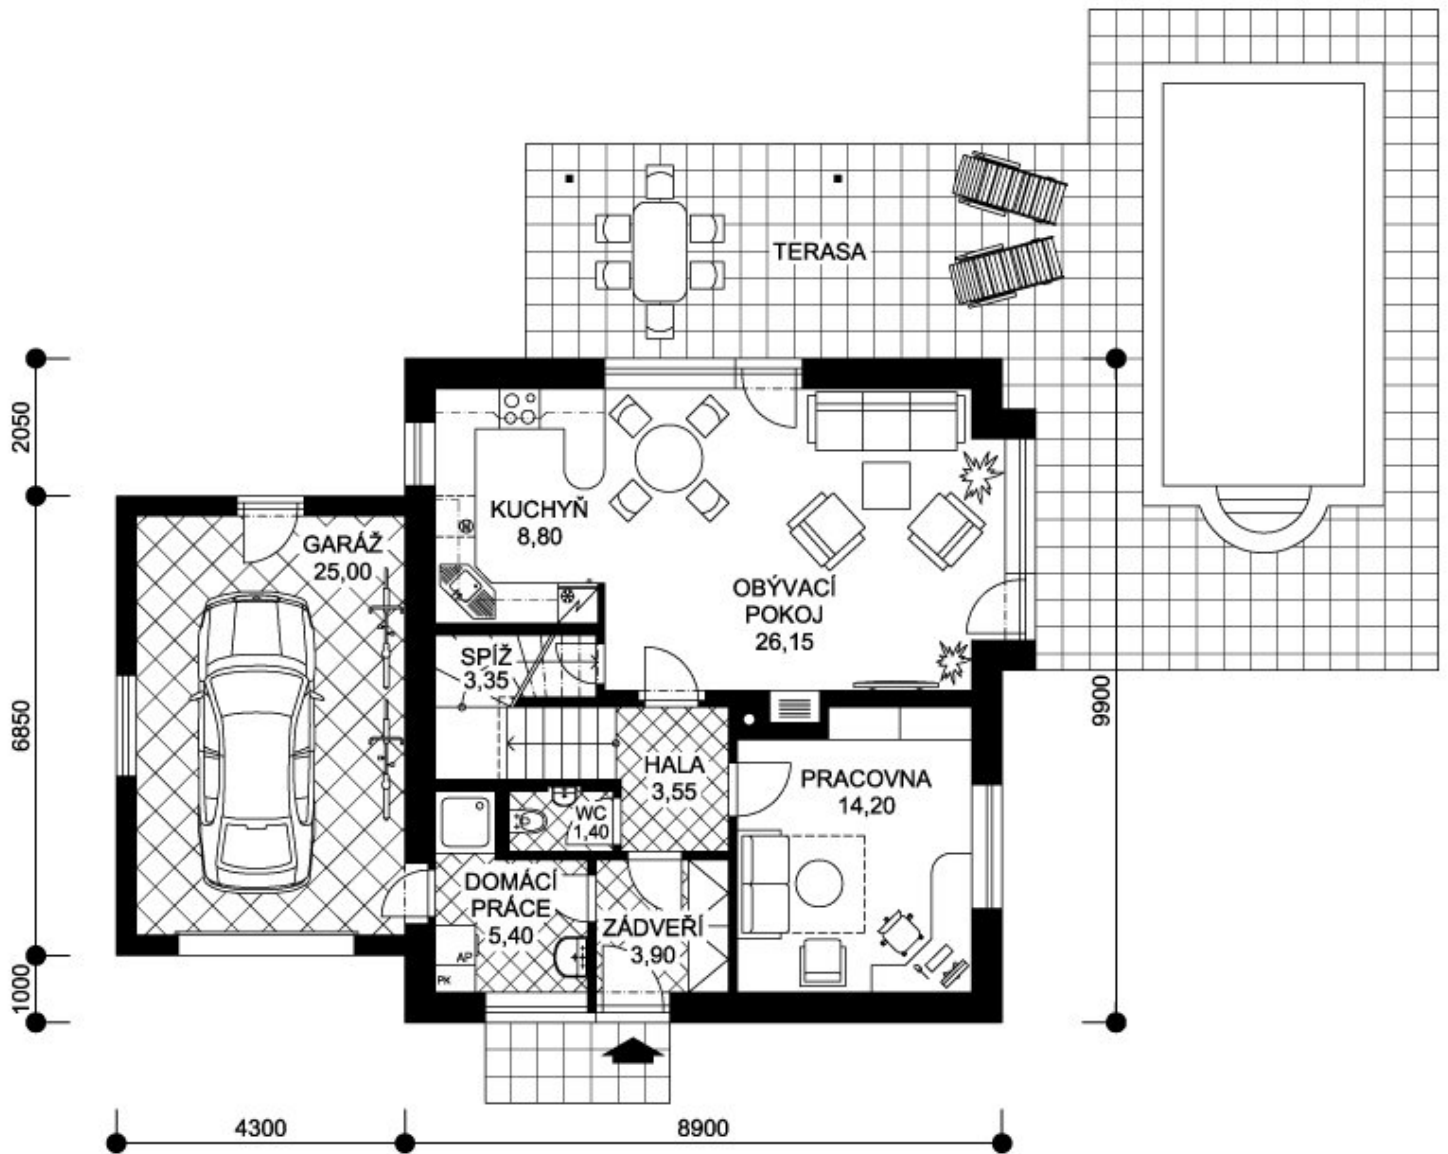 TERASA
2050
KUCHYŇ
8,80
GARÁŽ
25,00
OBÝVACÍ
POKOJ
26,15
SPÍŽ
3,35
6850
9900
HALA
3,55
PRACOVNA
14,20
WC
1,40
DOMÁCÍ
PRÁCE
5,40
ZÁDVEŘÍ
3,90
AP
PK
1000
4300
8900